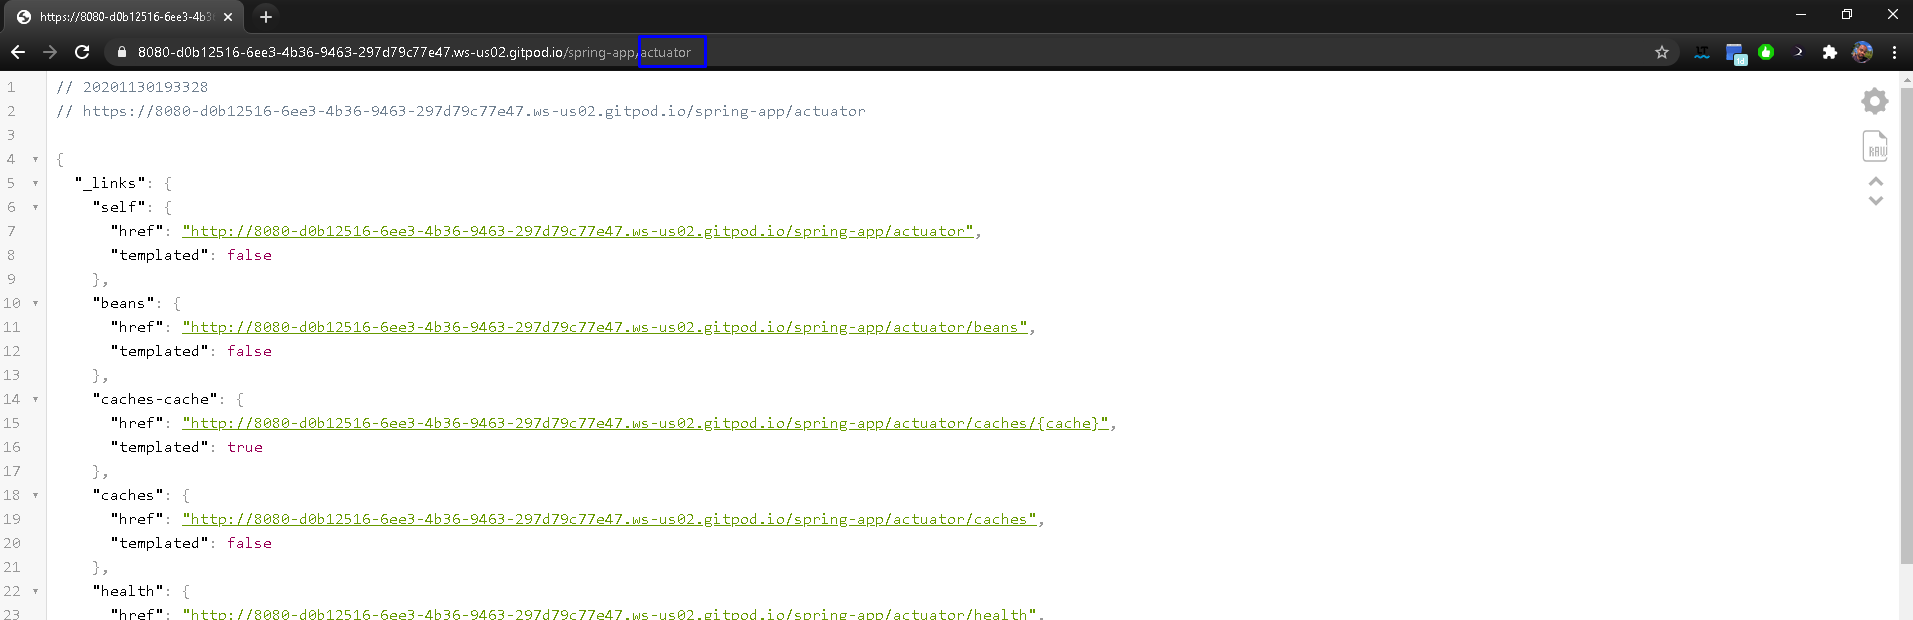 https://8080-d0b12516-6ee3-4b3
8080-d0b12516-6ee3-4b36-9463-297d79c77e47.ws-us02.gitpod.io/spring-app/actuator
1 // 20201130193328
2 // https://8080-d0b12516-6ee3-4b36-9463-297d79c77e47.ws-us02.gitpod.io/spring-app/actuator
3
4 {
5 "_links": {
6 "self": {
7 "href": "http://8080-d0b12516-6ee3-4b36-9463-297d79c77e47.ws-us02.gitpod.io/spring-app/actuator",
8 "templated": false
9 },
10 "beans": {
11 "href": "http://8080-d0b12516-6ee3-4b36-9463-297d79c77e47.ws-us02.gitpod.io/spring-app/actuator/beans",
12 "templated": false
13 },
14 "caches-cache": {
15 "href": "http://8080-d0b12516-6ee3-4b36-9463-297d79c77e47.ws-us02.gitpod.io/spring-app/actuator/caches/{cache}",
16 "templated": true
17 },
18 "caches": {
19 "href": "http://8080-d0b12516-6ee3-4b36-9463-297d79c77e47.ws-us02.gitpod.io/spring-app/actuator/caches",
20 "templated": false
21 },
22 "health": {
23 "href": "http://8080-d0b12516-6ee3-4b36-9463-297d79c77e47.ws-us02.gitpod.io/spring-app/actuator/health",
RAW